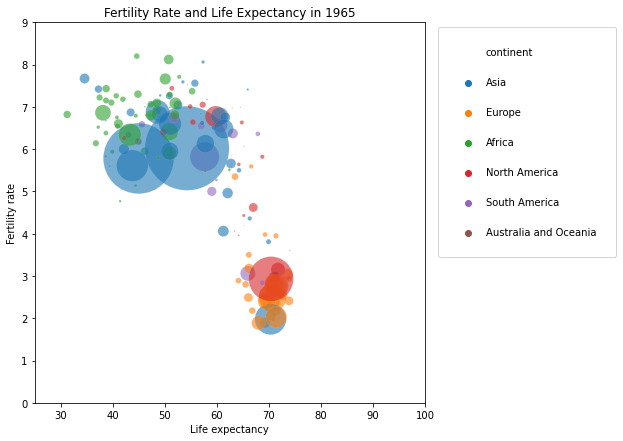 Fertility Rate and Life Expectancy in 1965
9
8
7
6
5
4
3
2
1
0
Fertility rate
30 40 50 60 70 80 90 100
Life expectancy
continent
Asia
Europe
Africa
North America
South America
Australia and Oceania